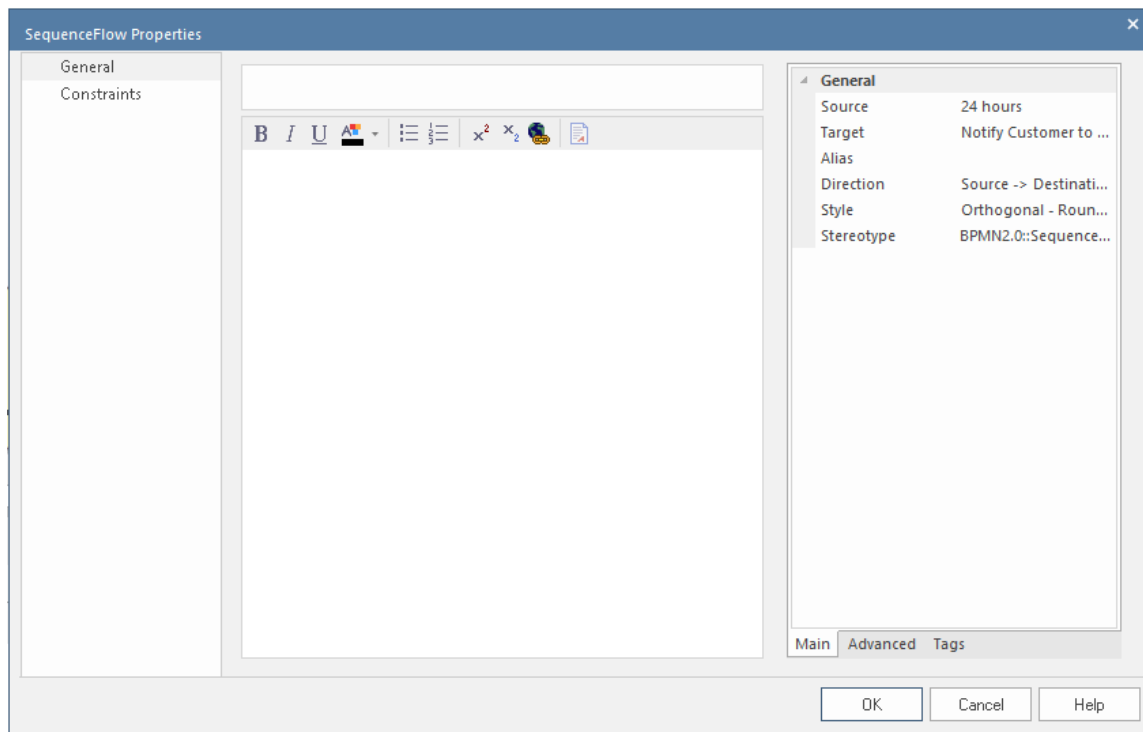 SequenceFlow Properties
General
Constraints
B I U A x² x₂
General
Source 24 hours
Target Notify Customer to ...
Alias
Direction Source -> Destinati...
Style Orthogonal - Roun...
Stereotype BPMN2.0::Sequence...
Main Advanced Tags
OK Cancel Help